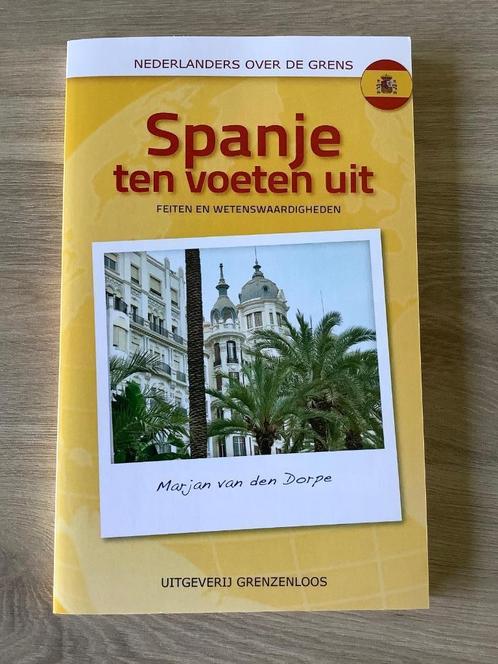 NEDERLANDERS OVER DE GRENS
Spanje
ten voeten uit
FEITEN EN WETENSWAARDIGHEDEN
Marjan van den Dorpe
UITGEVERIJ GRENZENLOOS